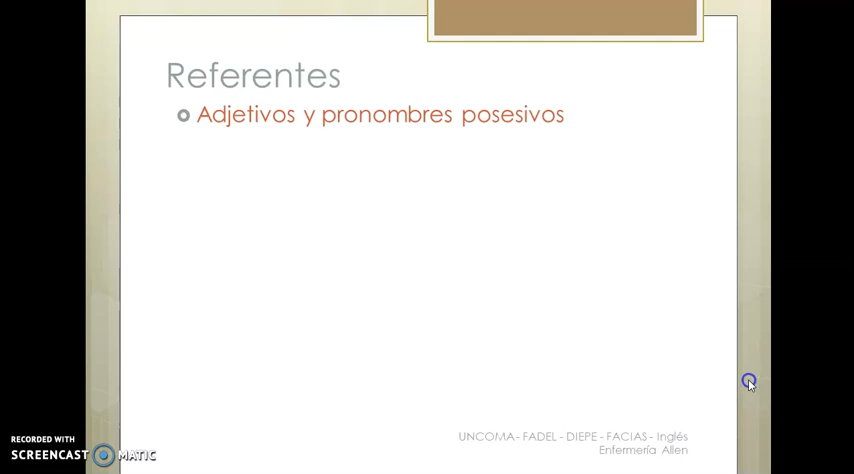 Referentes
Adjetivos y pronombres posesivos
UNCOMA - FADEL - DIEPE - FACIAS - Inglés
Enfermería Allen
RECORDED WITH
SCREENCAST MATIC